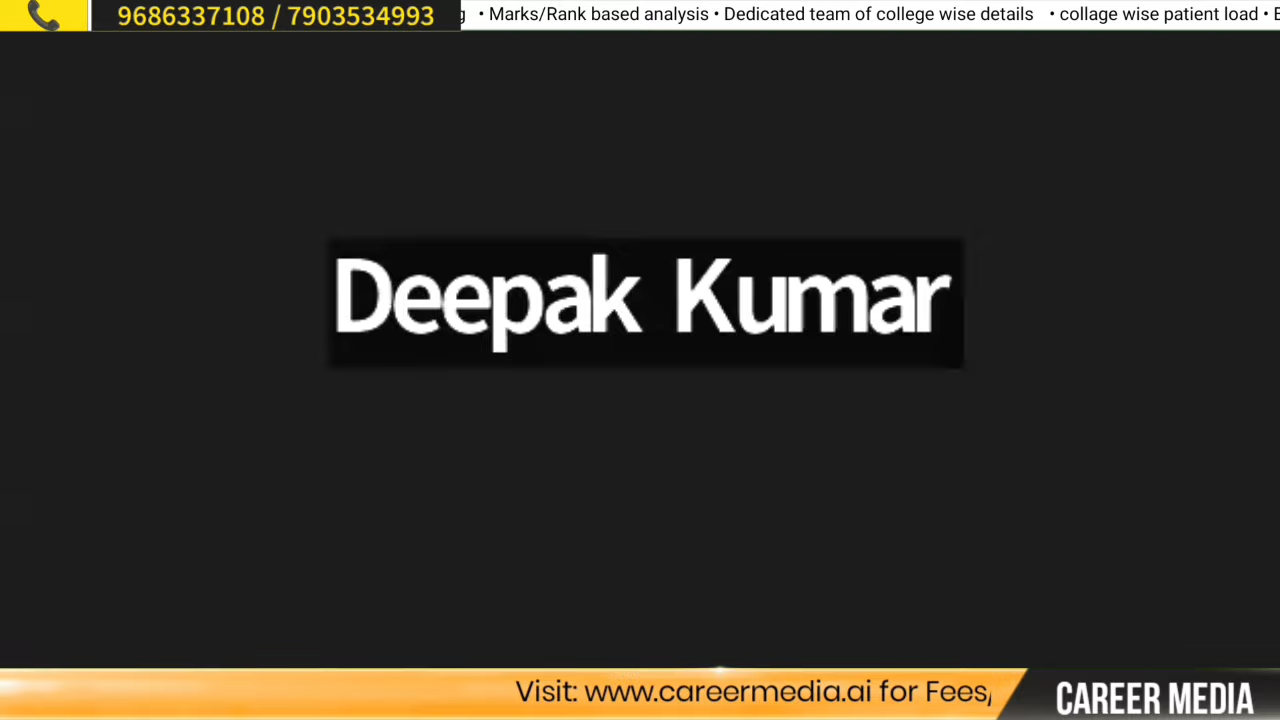 9686337108 / 7903534993
• Marks/Rank based analysis • Dedicated team of college wise details • collage wise patient load •
Deepak Kumar
Visit: www.careermedia.ai for Fees,
CAREER MEDIA